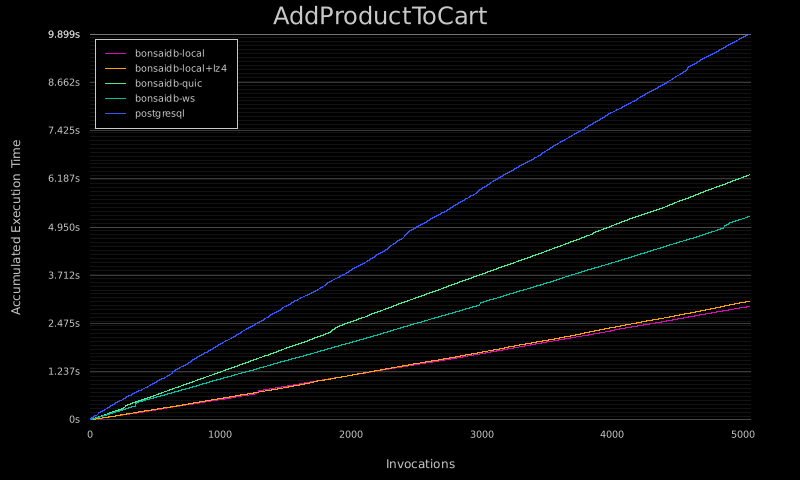 AddProductToCart
9.899s
8.662s
7.425s
6.187s
4.950s
3.712s
2.475s
1.237s
0s
bonsaidb-local
bonsaidb-local+lz4
bonsaidb-quic
bonsaidb-ws
postgresql
Accumulated Execution Time
0 1000 2000 3000 4000 5000
Invocations